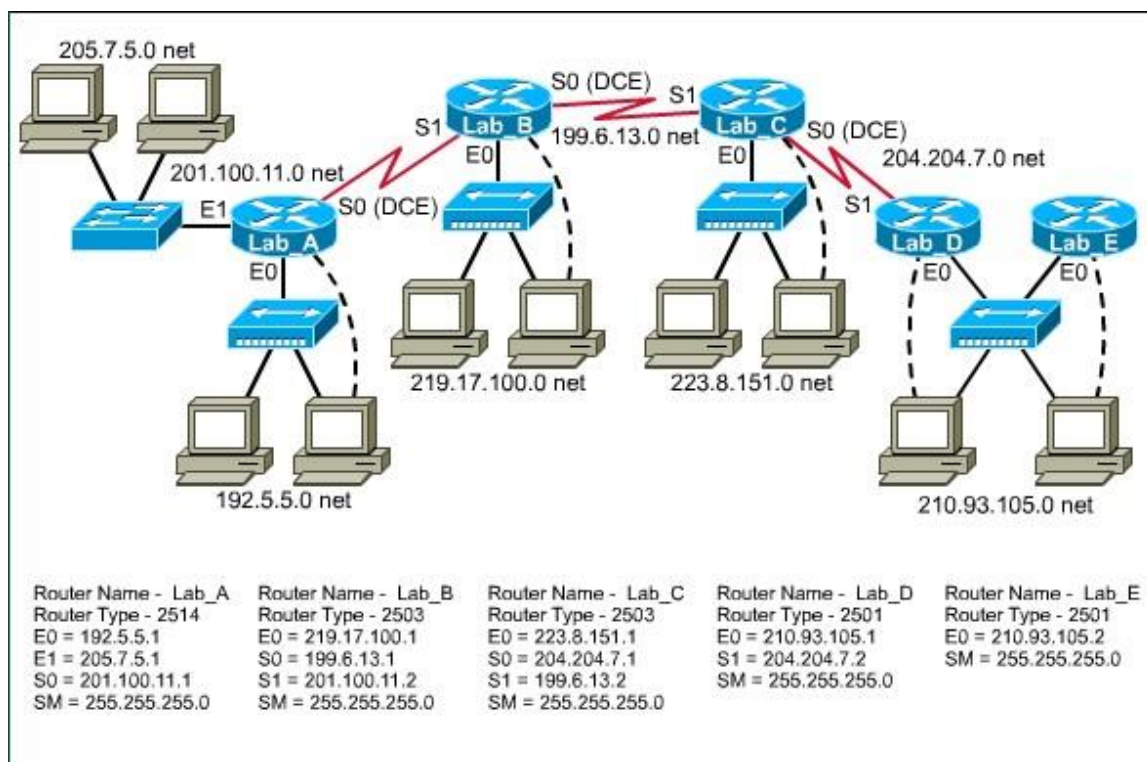 205.7.5.0 net
S0 (DCE)
S1
Lab_B
S1
199.6.13.0 net
Lab_C
S0 (DCE)
204.204.7.0 net
E0
E0
201.100.11.0 net
E1
S0 (DCE)
S1
Lab_A
Lab_D
Lab_E
E0
E0
E0
219.17.100.0 net
223.8.151.0 net
192.5.5.0 net
210.93.105.0 net
Router Name - Lab_A
Router Type - 2514
E0 = 192.5.5.1
E1 = 205.7.5.1
S0 = 201.100.11.1
SM = 255.255.255.0
Router Name - Lab_B
Router Type - 2503
E0 = 219.17.100.1
S0 = 199.6.13.1
S1 = 201.100.11.2
SM = 255.255.255.0
Router Name - Lab_C
Router Type - 2503
E0 = 223.8.151.1
S0 = 204.204.7.1
S1 = 199.6.13.2
SM = 255.255.255.0
Router Name - Lab_D
Router Type - 2501
E0 = 210.93.105.1
S1 = 204.204.7.2
SM = 255.255.255.0
Router Name - Lab_E
Router Type - 2501
E0 = 210.93.105.2
SM = 255.255.255.0